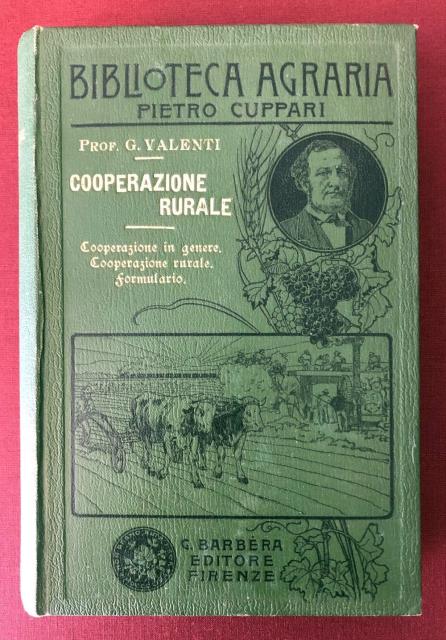 BIBLIOTECA AGRARIA
PIETRO CUPPARI
PROF. G. VALENTI
COOPERAZIONE
RURALE
Cooperazione in genere.
Cooperazione rurale.
Formulario.
G. BARBÈRA
EDITORE
FIRENZE